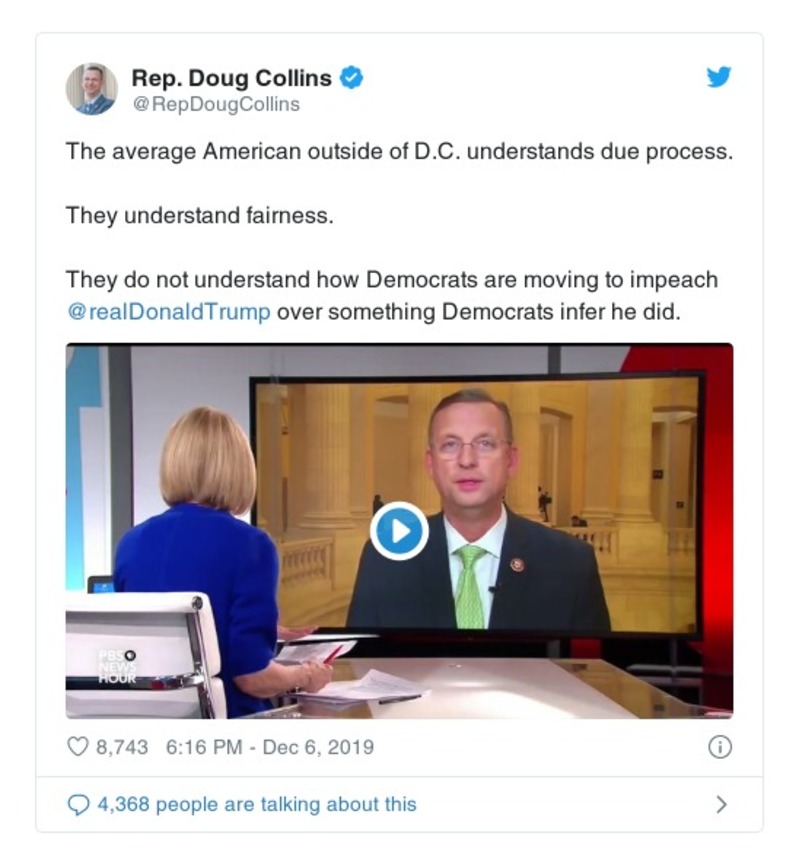 Rep. Doug Collins
@RepDougCollins
The average American outside of D.C. understands due process.
They understand fairness.
They do not understand how Democrats are moving to impeach
@realDonaldTrump over something Democrats infer he did.
PBS
NEWS
HOUR
8,743 6:16 PM - Dec 6, 2019
4,368 people are talking about this